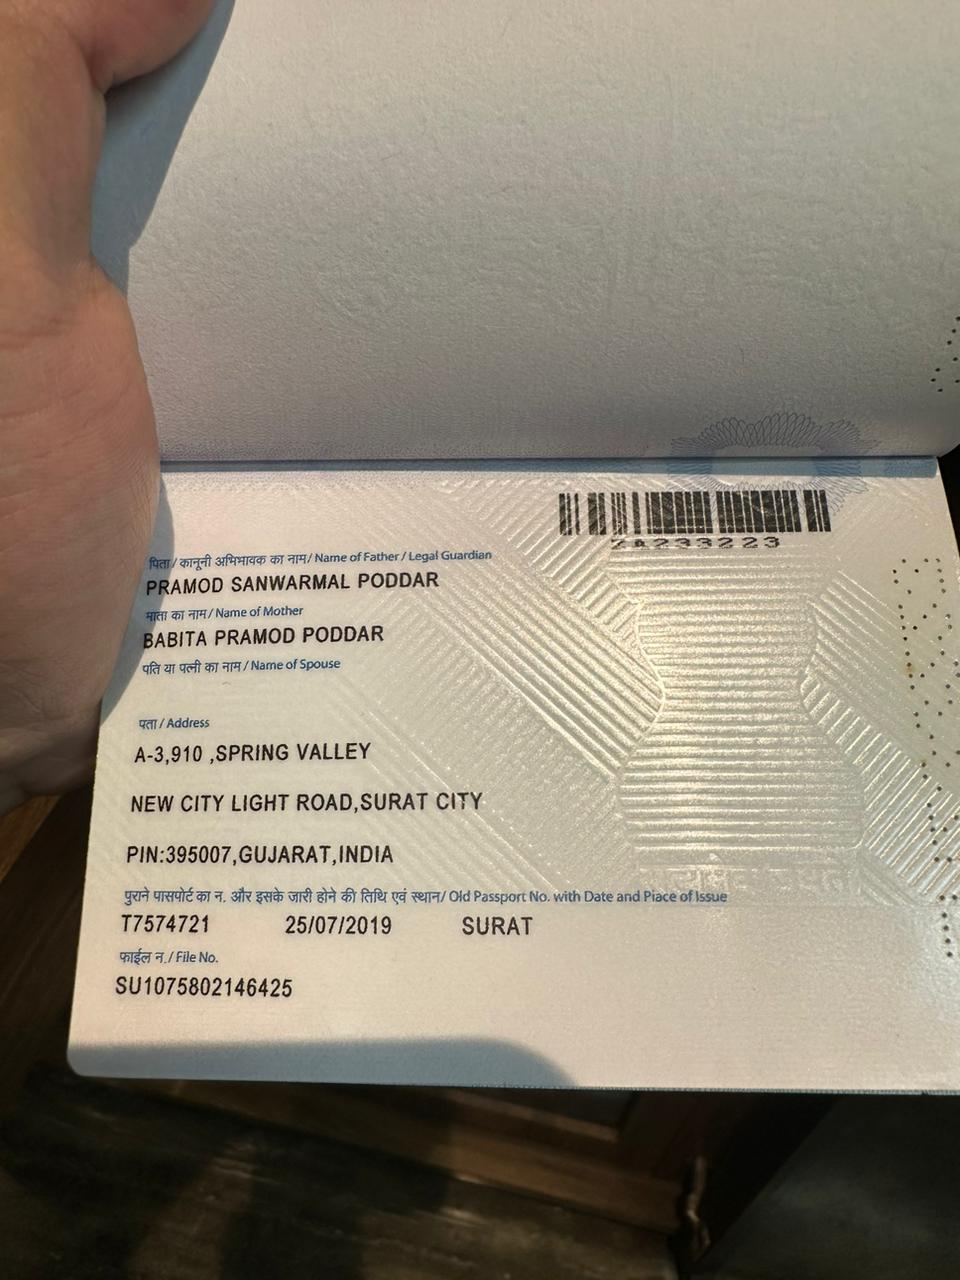 ZA233223
पिता / कानूनी अभिभावक का नाम / Name of Father / Legal Guardian
PRAMOD SANWARMAL PODDAR
माता का नाम / Name of Mother
BABITA PRAMOD PODDAR
पति या पत्नी का नाम / Name of Spouse
पता / Address
A-3,910 ,SPRING VALLEY
NEW CITY LIGHT ROAD,SURAT CITY
PIN:395007,GUJARAT,INDIA
पुराने पासपोर्ट का न. और इसके जारी होने की तिथि एवं स्थान/ Old Passport No. with Date and Piace of Issue
T7574721 25/07/2019 SURAT
फाईल न. / File No.
SU1075802146425